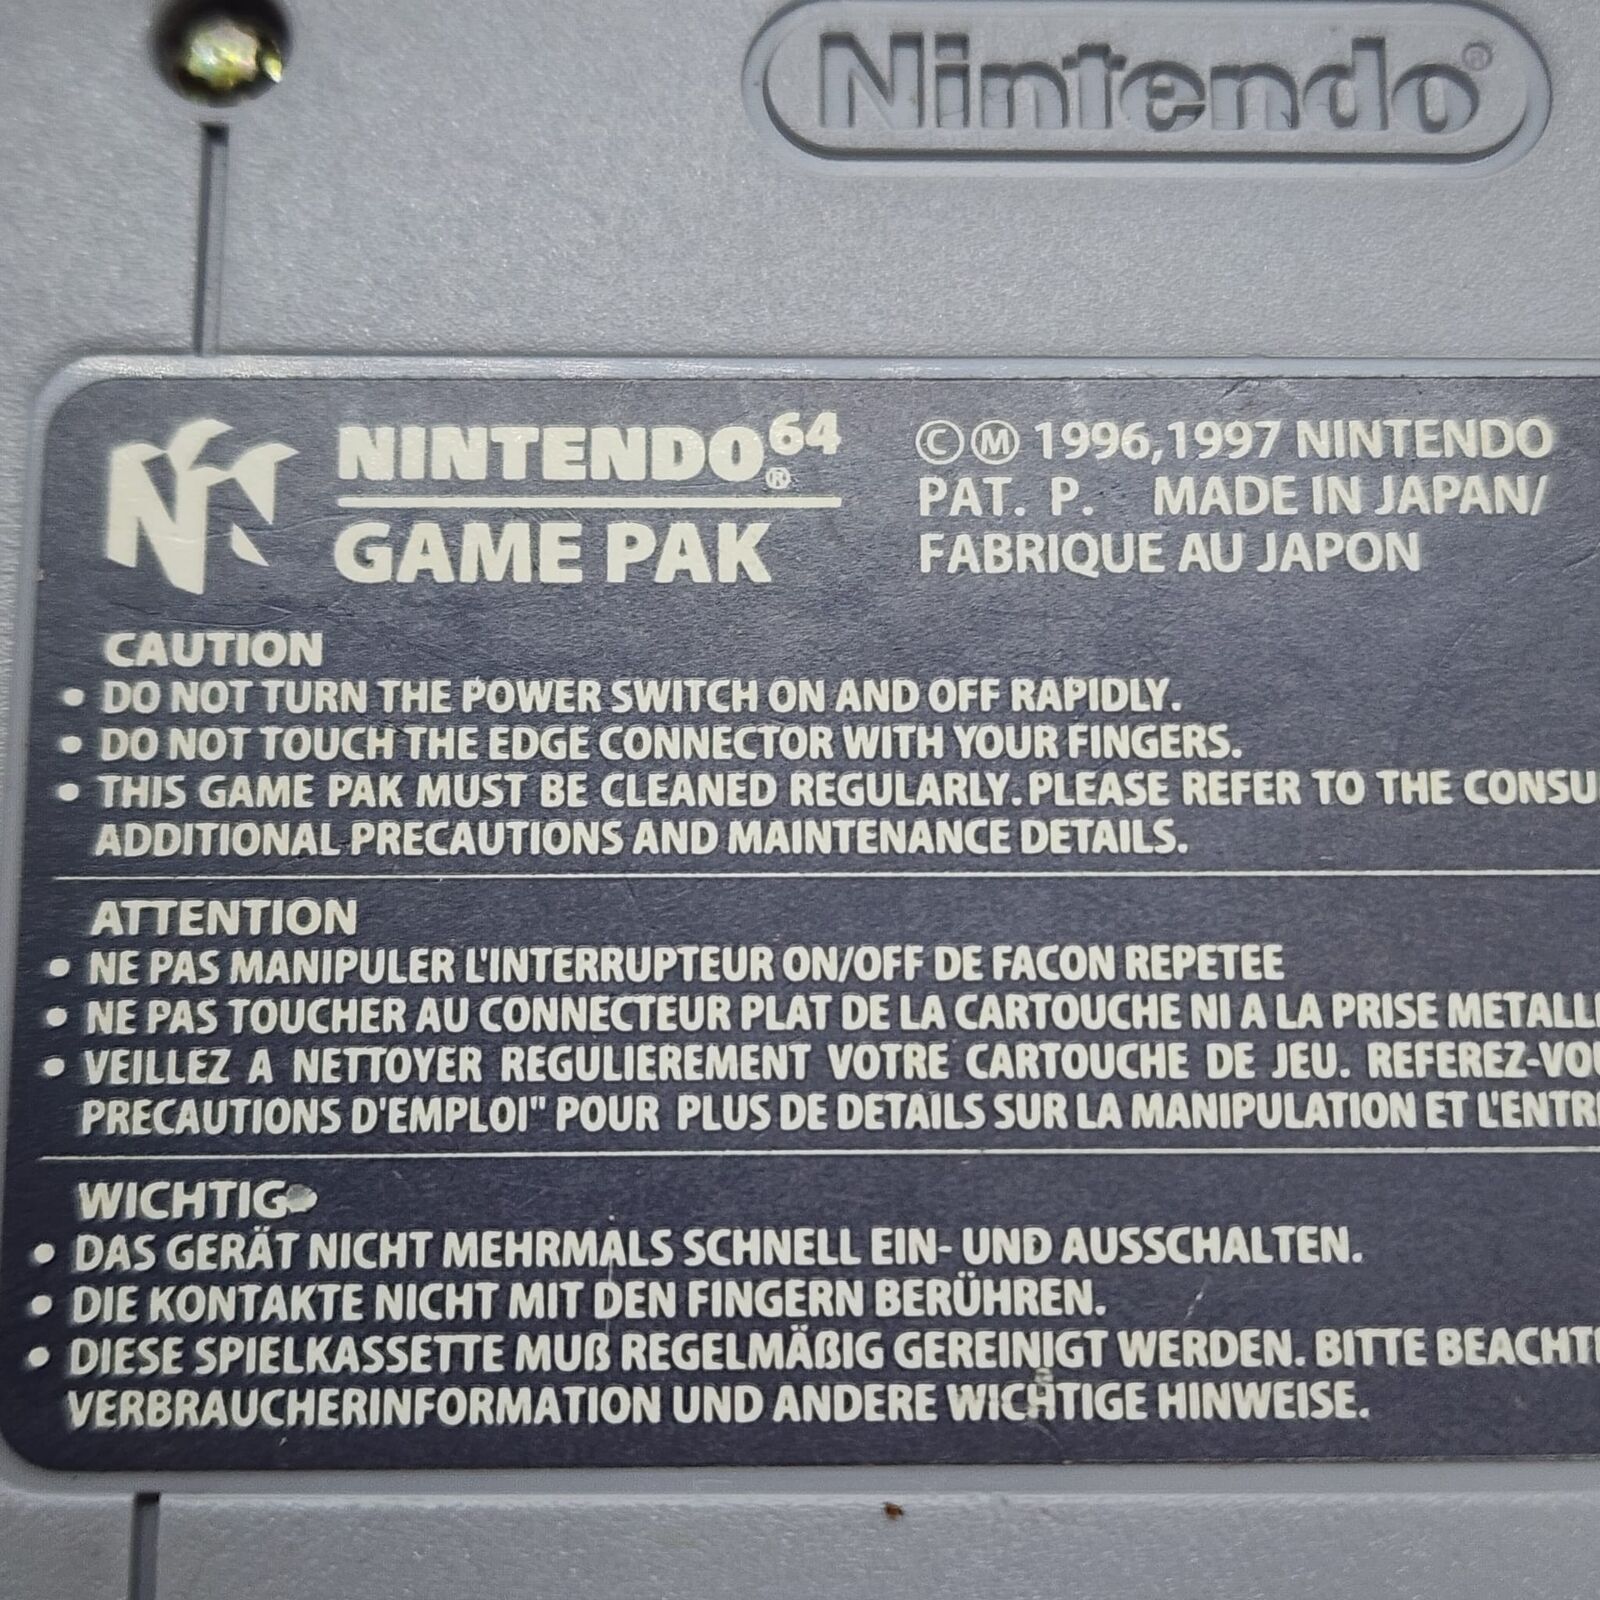 Nintendo®
NINTENDO64®
GAME PAK
© Ⓜ 1996,1997 NINTENDO
PAT. P. MADE IN JAPAN/
FABRIQUE AU JAPON
CAUTION
• DO NOT TURN THE POWER SWITCH ON AND OFF RAPIDLY.
• DO NOT TOUCH THE EDGE CONNECTOR WITH YOUR FINGERS.
• THIS GAME PAK MUST BE CLEANED REGULARLY. PLEASE REFER TO THE CONSU
ADDITIONAL PRECAUTIONS AND MAINTENANCE DETAILS.
ATTENTION
• NE PAS MANIPULER L'INTERRUPTEUR ON/OFF DE FACON REPETEE
• NE PAS TOUCHER AU CONNECTEUR PLAT DE LA CARTOUCHE NI A LA PRISE METALLI
• VEILLEZ A NETTOYER REGULIEREMENT VOTRE CARTOUCHE DE JEU. REFEREZ-VOU
PRECAUTIONS D'EMPLOI" POUR PLUS DE DETAILS SUR LA MANIPULATION ET L'ENTRE
WICHTIG
• DAS GERÄT NICHT MEHRMALS SCHNELL EIN- UND AUSSCHALTEN.
• DIE KONTAKTE NICHT MIT DEN FINGERN BERÜHREN.
• DIESE SPIELKASSETTE MUß REGELMÄßIG GEREINIGT WERDEN. BITTE BEACHTE
VERBRAUCHERINFORMATION UND ANDERE WICHTIGE HINWEISE.